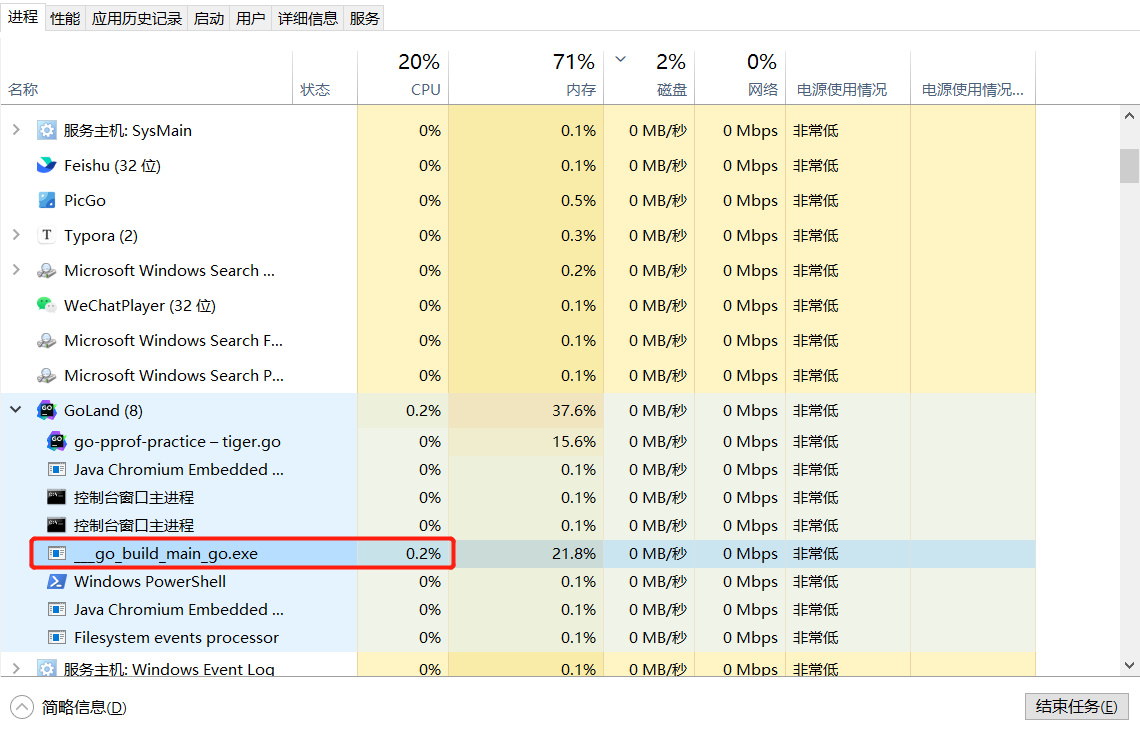 进程 性能 应用历史记录 启动 用户 详细信息 服务
20% 71% 2% 0%
名称 状态 CPU 内存 磁盘 网络 电源使用情况 电源使用情况...
服务主机: SysMain 0% 0.1% 0 MB/秒 0 Mbps 非常低
Feishu (32 位) 0% 0.1% 0 MB/秒 0 Mbps 非常低
PicGo 0% 0.5% 0 MB/秒 0 Mbps 非常低
T Typora (2) 0% 0.3% 0 MB/秒 0 Mbps 非常低
Microsoft Windows Search ... 0% 0.2% 0 MB/秒 0 Mbps 非常低
WeChatPlayer (32 位) 0% 0.1% 0 MB/秒 0 Mbps 非常低
Microsoft Windows Search F... 0% 0.1% 0 MB/秒 0 Mbps 非常低
Microsoft Windows Search P... 0% 0.1% 0 MB/秒 0 Mbps 非常低
GO GoLand (8) 0.2% 37.6% 0 MB/秒 0 Mbps 非常低
GO go-pprof-practice – tiger.go 0% 15.6% 0 MB/秒 0 Mbps 非常低
Java Chromium Embedded ... 0% 0.1% 0 MB/秒 0 Mbps 非常低
控制台窗口主进程 0% 0.1% 0 MB/秒 0 Mbps 非常低
控制台窗口主进程 0% 0.1% 0 MB/秒 0 Mbps 非常低
___go_build_main_go.exe 0.2% 21.8% 0 MB/秒 0 Mbps 非常低
Windows PowerShell 0% 0.1% 0 MB/秒 0 Mbps 非常低
Java Chromium Embedded ... 0% 0.1% 0 MB/秒 0 Mbps 非常低
Filesystem events processor 0% 0.1% 0 MB/秒 0 Mbps 非常低
服务主机: Windows Event Log 0% 0.1% 0 MB/秒 0 Mbps 非常低
简略信息(D) 结束任务(E)